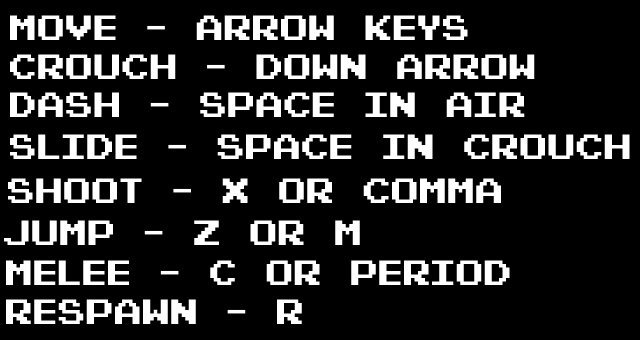 MOVE - ARROW KEYS
CROUCH - DOWN ARROW
DASH - SPACE IN AIR
SLIDE - SPACE IN CROUCH
SHOOT - X OR COMMA
JUMP - Z OR M
MELEE - C OR PERIOD
RESPAWN - R